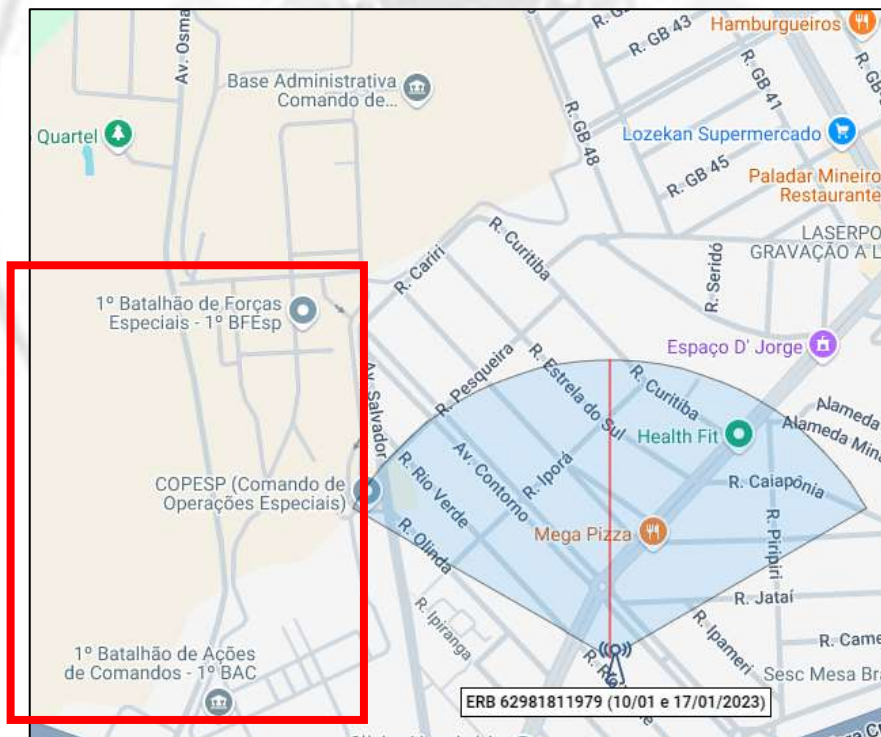 Av. Osma
R. GB 43
Hamburgueiros
R. GB 41
Base Administrativa
Comando de...
R. GB 48
Lozekan Supermercado
Quartel
R. GB 45
Paladar Mineiro
Restaurante
LASERPO
GRAVAÇÃO A L
R. Curitiba
R. Cariri
R. Seridó
1º Batalhão de Forças
Especiais - 1º BFEsp
Espaço D' Jorge
R. Pesqueira
R. Estrela do Sul
R. Curitiba
Av. Salvador
Alameda
Alameda Mina
Health Fit
Av. Contorno
R. Rio Verde
R. Iporá
R. Caiapônia
COPESP (Comando de
Operações Especiais)
Mega Pizza
R. Olinda
R. Piripiri
R. Jataí
R. Ipiranga
R. Ipameri
R. Came
1º Batalhão de Ações
de Comandos - 1º BAC
Sesc Mesa Bra
ERB 62981811979 (10/01 e 17/01/2023)